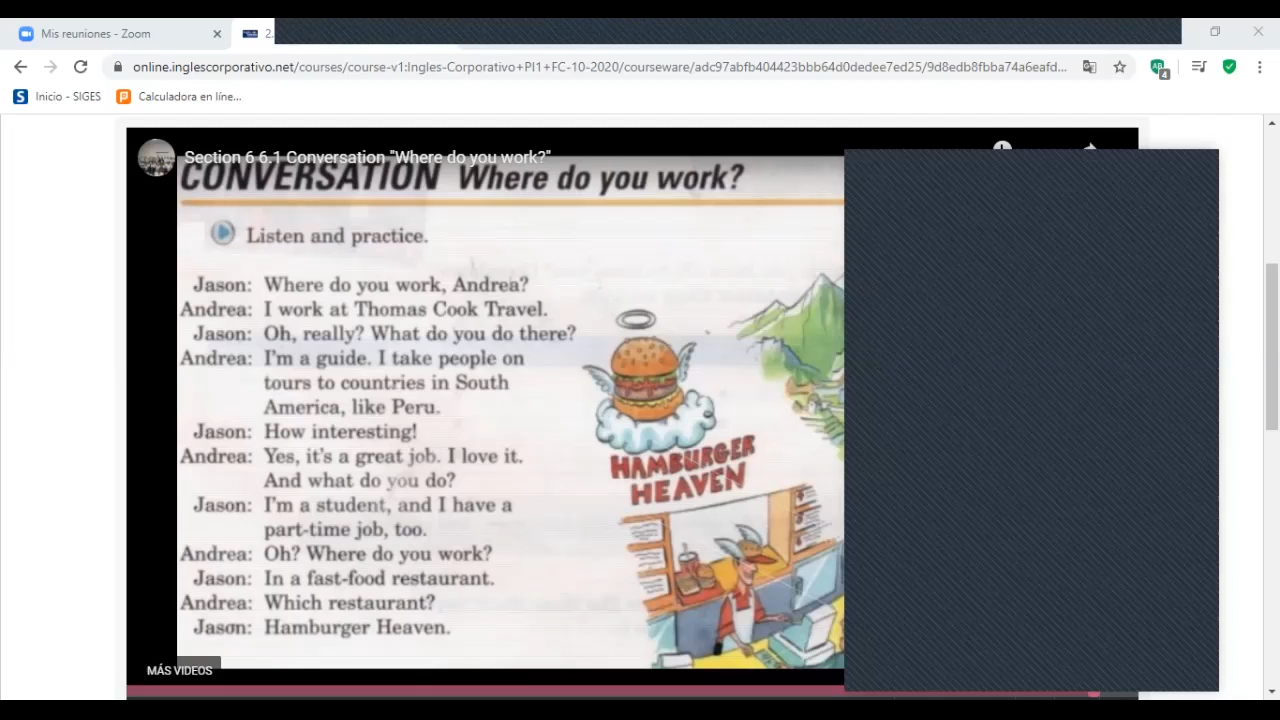 Mis reuniones - Zoom
2.
online.inglescorporativo.net/courses/course-v1:Ingles-Corporativo+PI1+FC-10-2020/courseware/adc97abfb404423bbb64d0dedee7ed25/9d8edb8fbba74a6eafd...
4
Inicio - SIGES
Calculadora en líne...
Section 6 6.1 Conversation "Where do you work?"
CONVERSATION Where do you work?
Listen and practice.
Jason: Where do you work, Andrea?
Andrea: I work at Thomas Cook Travel.
Jason: Oh, really? What do you do there?
Andrea: I'm a guide. I take people on
tours to countries in South
America, like Peru.
Jason: How interesting!
Andrea: Yes, it's a great job. I love it.
And what do you do?
Jason: I'm a student, and I have a
part-time job, too.
Andrea: Oh? Where do you work?
Jason: In a fast-food restaurant.
Andrea: Which restaurant?
Jason: Hamburger Heaven.
HAMBURGER
HEAVEN
MÁS VIDEOS